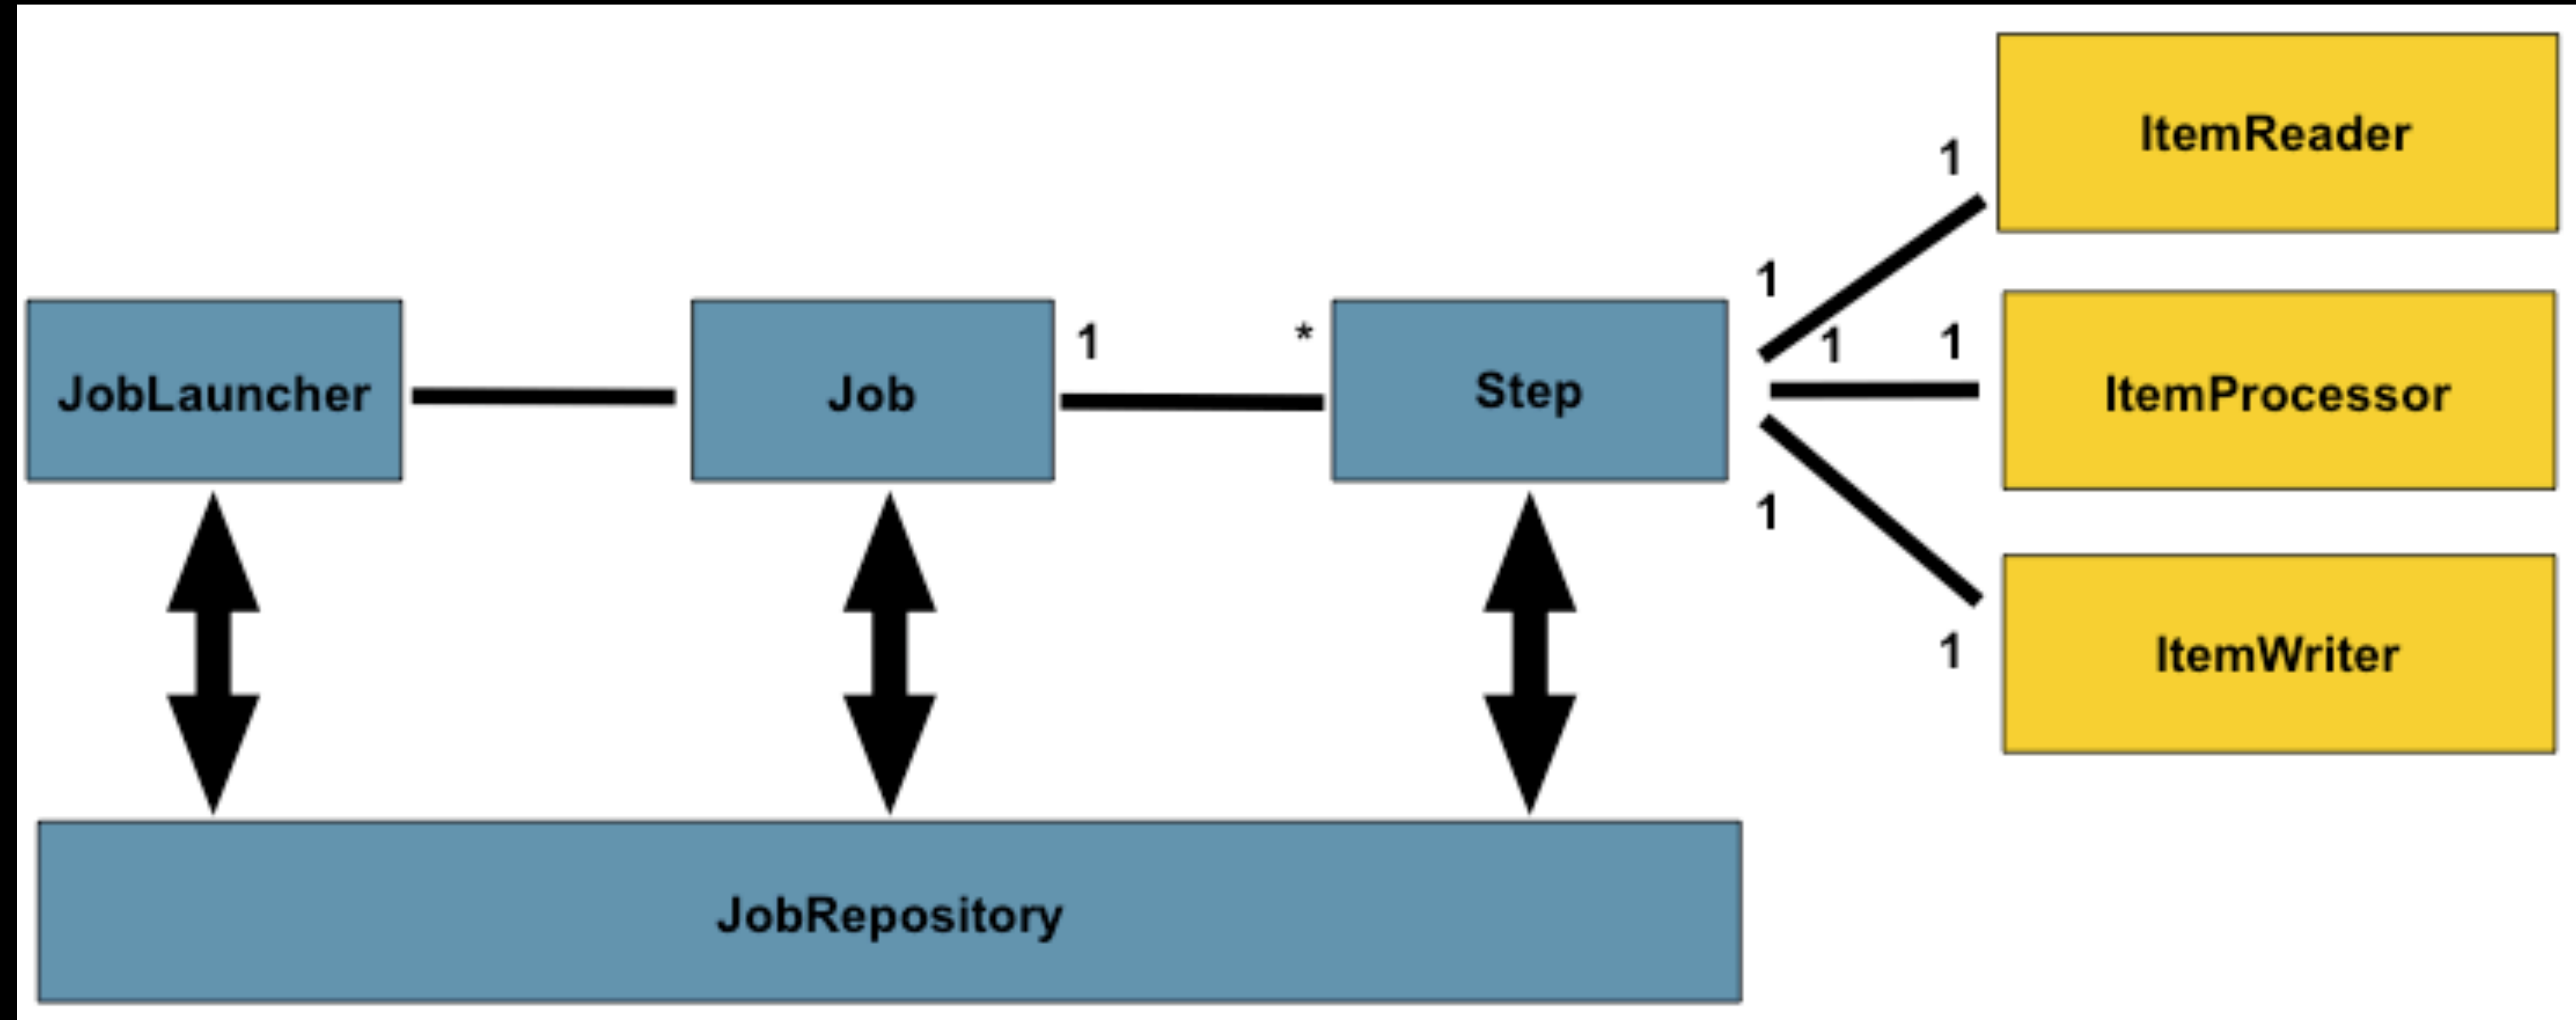 ItemReader
1
1
JobLauncher
Job
1
*
Step
1
1
ItemProcessor
1
1
ItemWriter
JobRepository